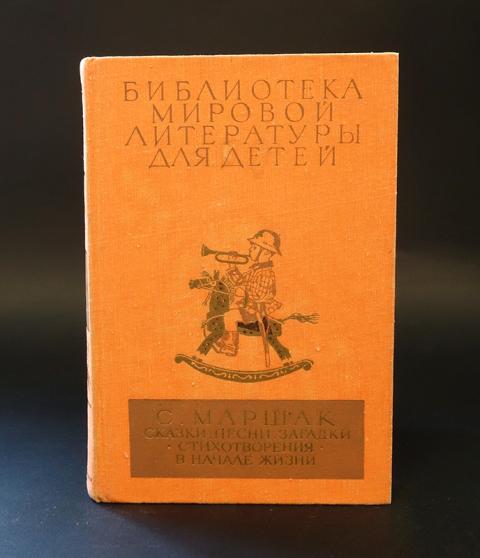 БИБЛИОТЕКА
МИРОВОЙ
ЛИТЕРАТУРЫ
ДЛЯ ДЕТЕЙ
С. МАРШАК
СКАЗКИ. ПЕСНИ. ЗАГАДКИ
· СТИХОТВОРЕНИЯ ·
В НАЧАЛЕ ЖИЗНИ